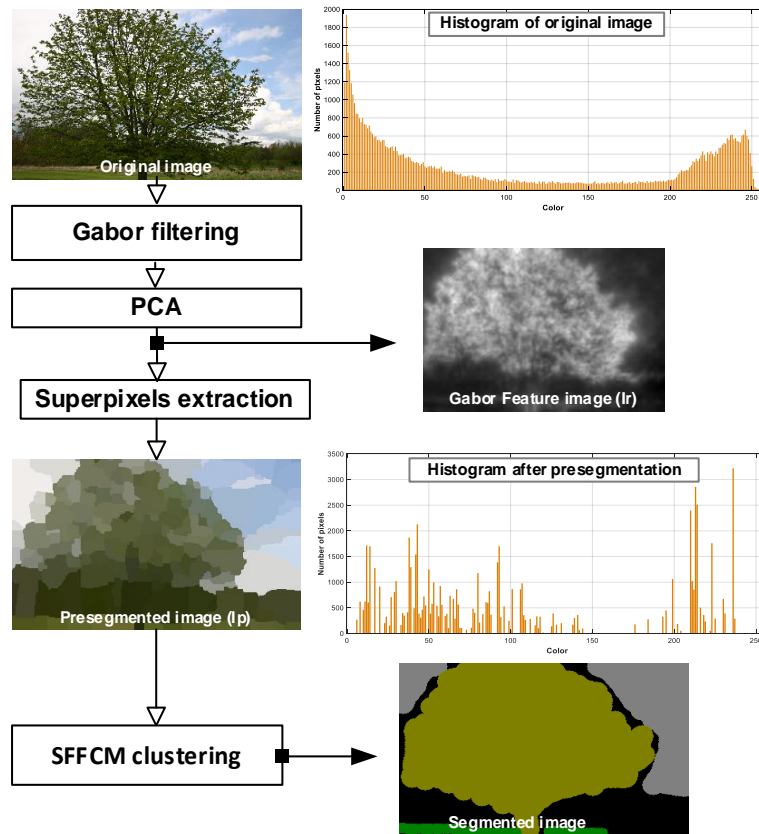 Histogram of original image
Number of pixels
2000
1800
1600
1400
1200
1000
800
600
400
200
0
0 50 100 150 200 250
Color
Original image
Gabor filtering
PCA
Gabor Feature image (Ir)
Superpixels extraction
Histogram after presegmentation
Number of pixels
3500
3000
2500
2000
1500
1000
500
0
0 50 100 150 200 250
Color
Presegmented image (Ip)
SFFCM clustering
Segmented image